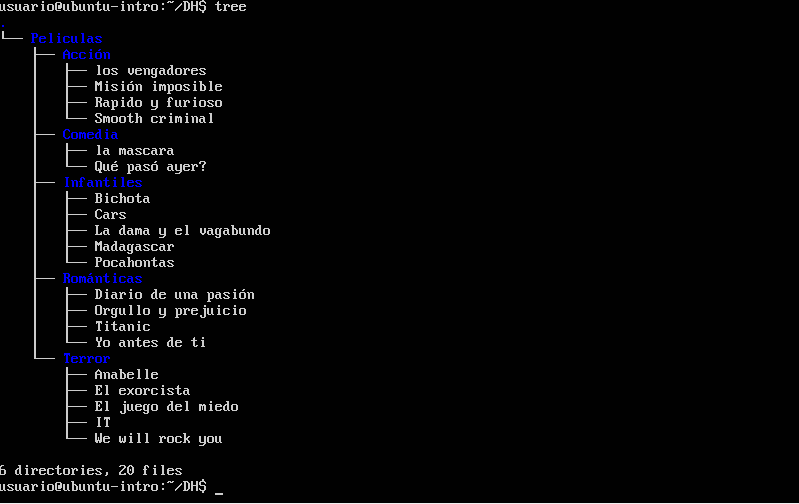 usuario@ubuntu-intro:~/DH$ tree
.
└── Películas
    ├── Acción
    │   ├── los vengadores
    │   ├── Misión imposible
    │   ├── Rapido y furioso
    │   └── Smooth criminal
    ├── Comedia
    │   ├── la mascara
    │   └── Qué pasó ayer?
    ├── Infantiles
    │   ├── Bichota
    │   ├── Cars
    │   ├── La dama y el vagabundo
    │   ├── Madagascar
    │   └── Pocahontas
    ├── Románticas
    │   ├── Diario de una pasión
    │   ├── Orgullo y prejuicio
    │   ├── Titanic
    │   └── Yo antes de ti
    └── Terror
        ├── Anabelle
        ├── El exorcista
        ├── El juego del miedo
        ├── IT
        └── We will rock you

6 directories, 20 files
usuario@ubuntu-intro:~/DH$ _